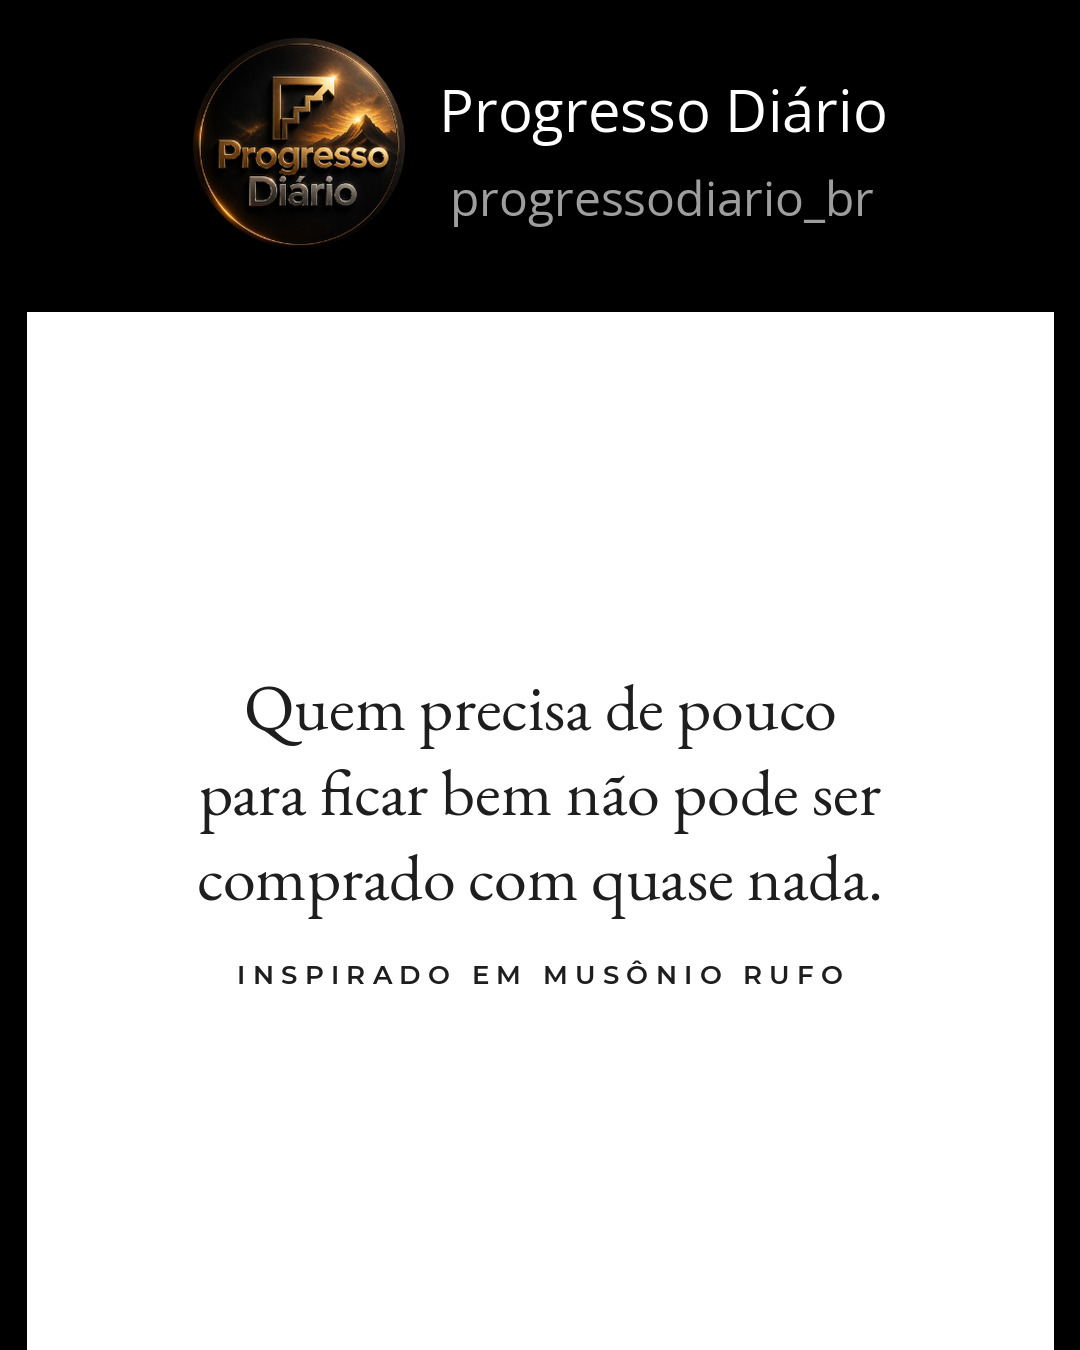 Progresso
Diário
Progresso Diário
progressodiario_br
Quem precisa de pouco
para ficar bem não pode ser
comprado com quase nada.
INSPIRADO EM MUSÔNIO RUFO